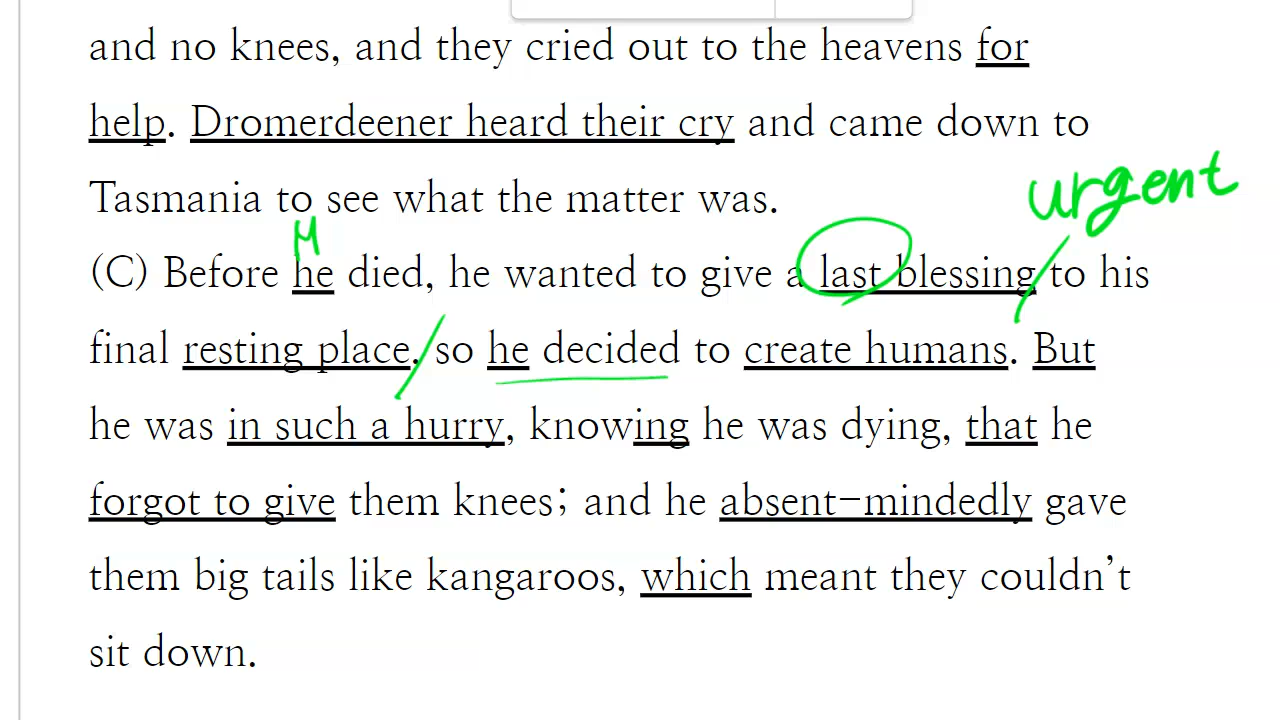 and no knees, and they cried out to the heavens for
help. Dromerdeener heard their cry and came down to
Tasmania to see what the matter was.
urgent
M
(C) Before he died, he wanted to give a last blessing to his
final resting place, so he decided to create humans. But
he was in such a hurry, knowing he was dying, that he
forgot to give them knees; and he absent-mindedly gave
them big tails like kangaroos, which meant they couldn't
sit down.